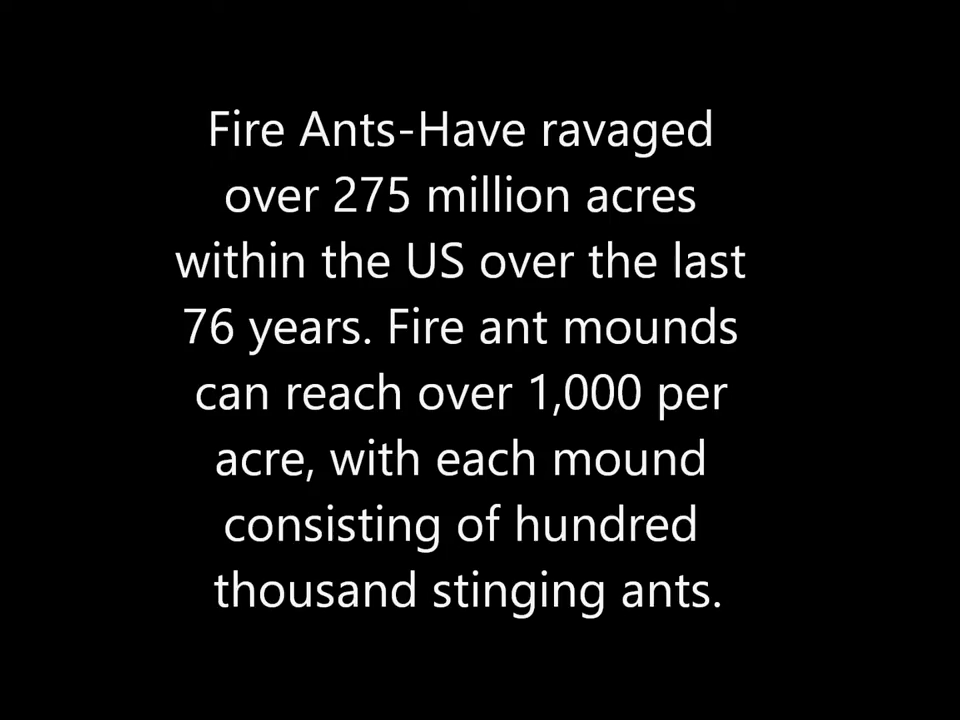 Fire Ants-Have ravaged
over 275 million acres
within the US over the last
76 years. Fire ant mounds
can reach over 1,000 per
acre, with each mound
consisting of hundred
thousand stinging ants.